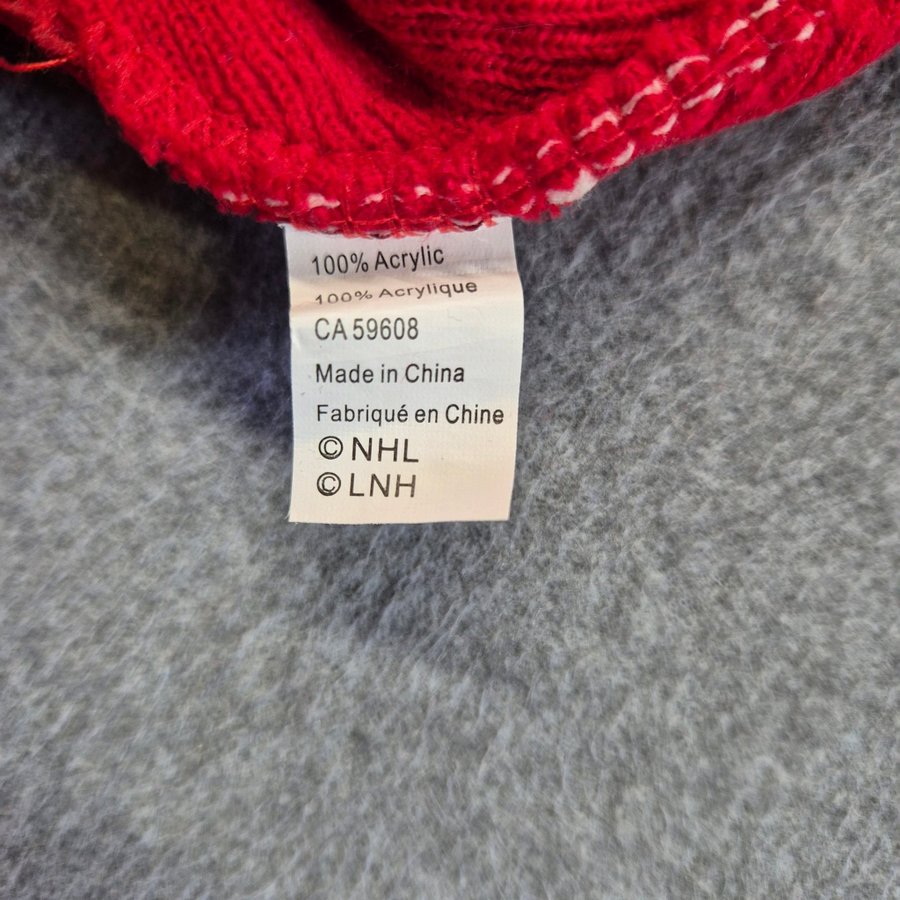 100% Acrylic
100% Acrylique
CA 59608
Made in China
Fabriqué en Chine
© NHL
© LNH